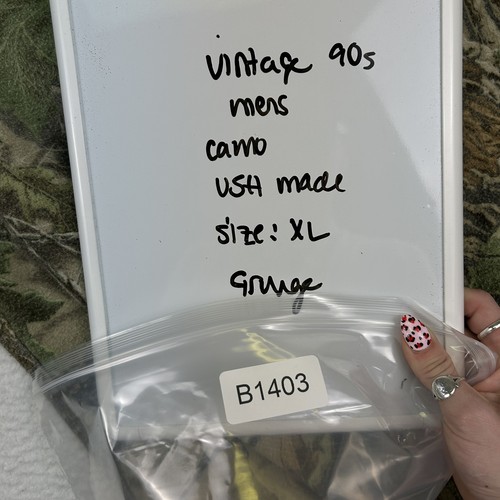 vintage 90s
mens
camo
USA made
size: XL
Grunge
B1403